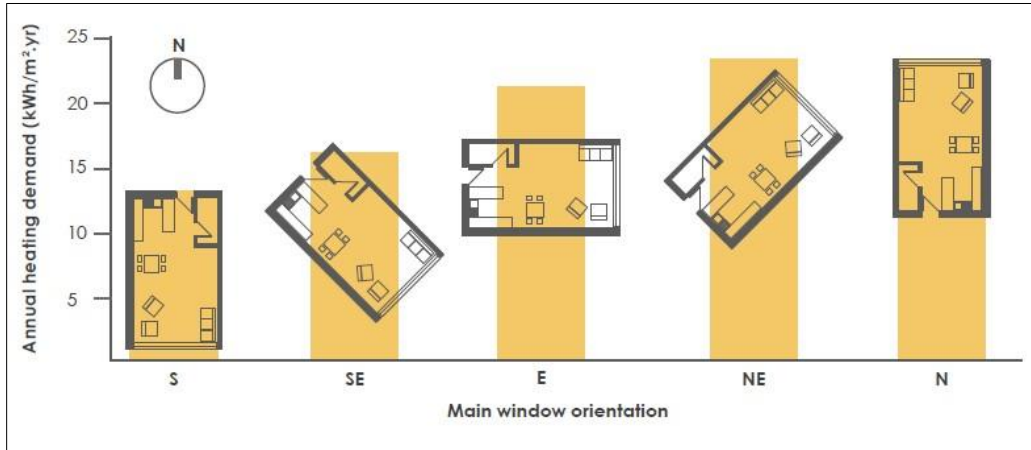 Annual heating demand (kWh/m².yr)
25
20
15
10
5
N
S
SE
E
NE
N
Main window orientation